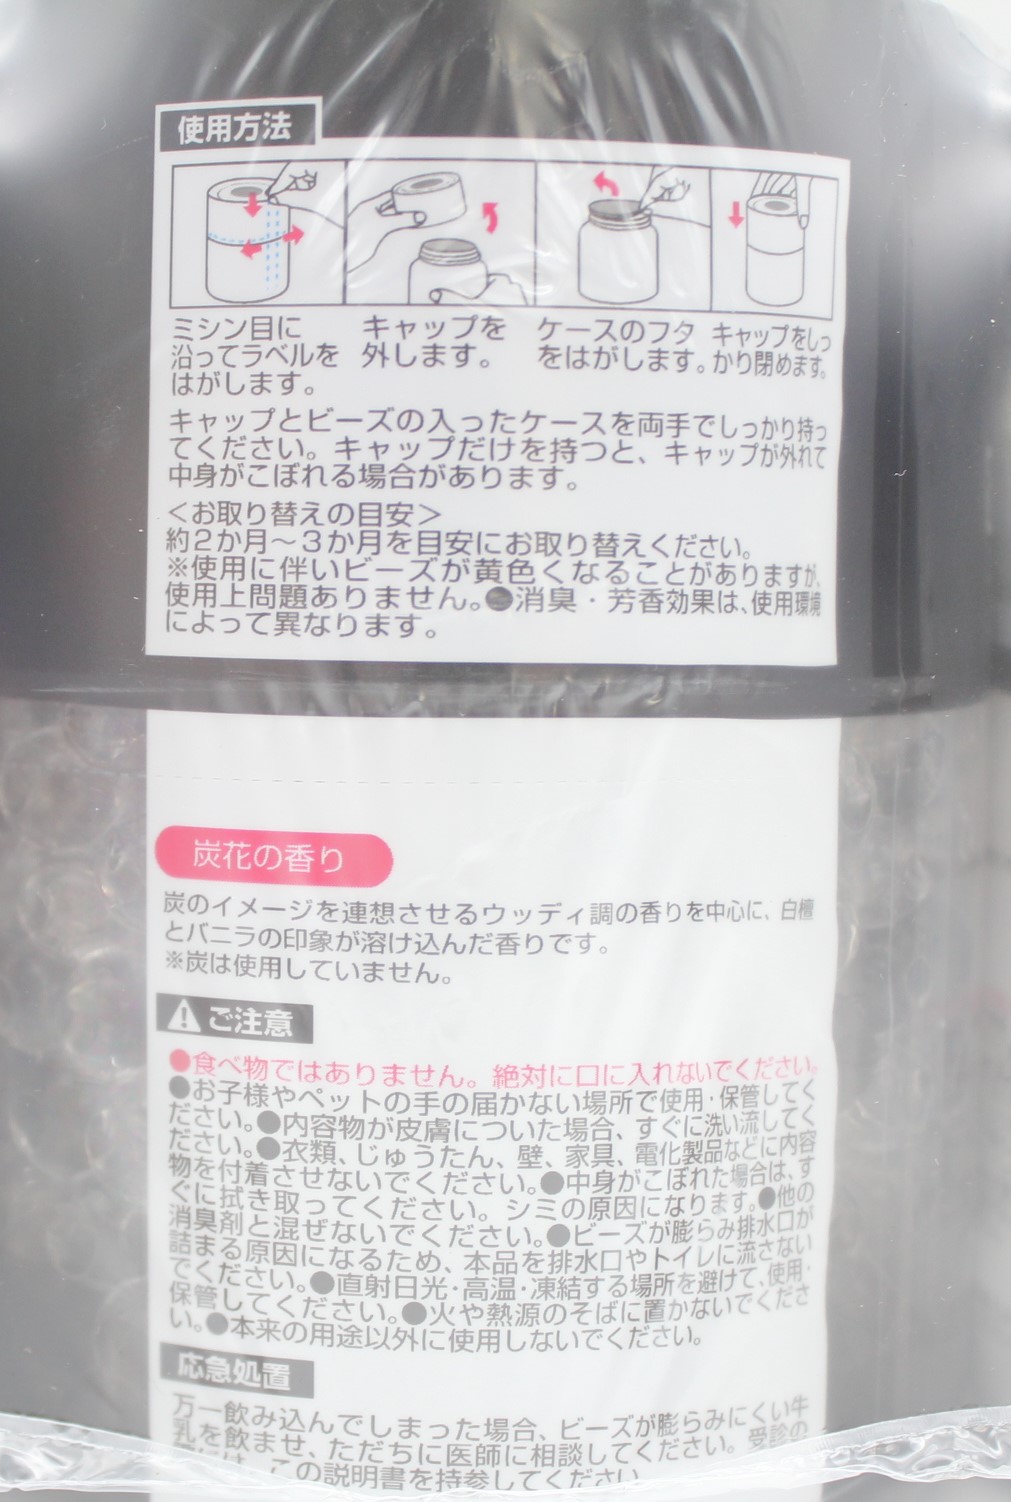 使用方法
ミシン目に
沿ってラベルを
はがします。
キャップを
外します。
ケースのフタ
をはがします。
キャップをしっ
かり閉めます。
キャップとビーズの入ったケースを両手でしっかり持っ
てください。キャップだけを持つと、キャップが外れて
中身がこぼれる場合があります。
＜お取り替えの目安＞
約2か月～3か月を目安にお取り替えください。
※使用に伴いビーズが黄色くなることがありますが、
使用上問題ありません。●消臭・芳香効果は、使用環境
によって異なります。
炭花の香り
炭のイメージを連想させるウッディ調の香りを中心に、白檀
とバニラの印象が溶け込んだ香りです。
※炭は使用していません。
ご注意
●食べ物ではありません。絶対に口に入れないでください。
●お子様やペットの手の届かない場所で使用・保管してく
ださい。●内容物が皮膚についた場合、すぐに洗い流してく
ださい。●衣類、じゅうたん、壁、家具、電化製品などに内容
物を付着させないでください。●中身がこぼれた場合は、す
ぐに拭き取ってください。シミの原因になります。●他の
消臭剤と混ぜないでください。●ビーズが膨らみ排水口が
詰まる原因になるため、本品を排水口やトイレに流さない
でください。●直射日光・高温・凍結する場所を避けて、使用・
保管してください。●火や熱源のそばに置かないでくださ
い。●本来の用途以外に使用しないでください。
応急処置
万一飲み込んでしまった場合、ビーズが膨らみにくい牛
乳を飲ませ、ただちに医師に相談してください。受診の
は、この説明書を持参してください